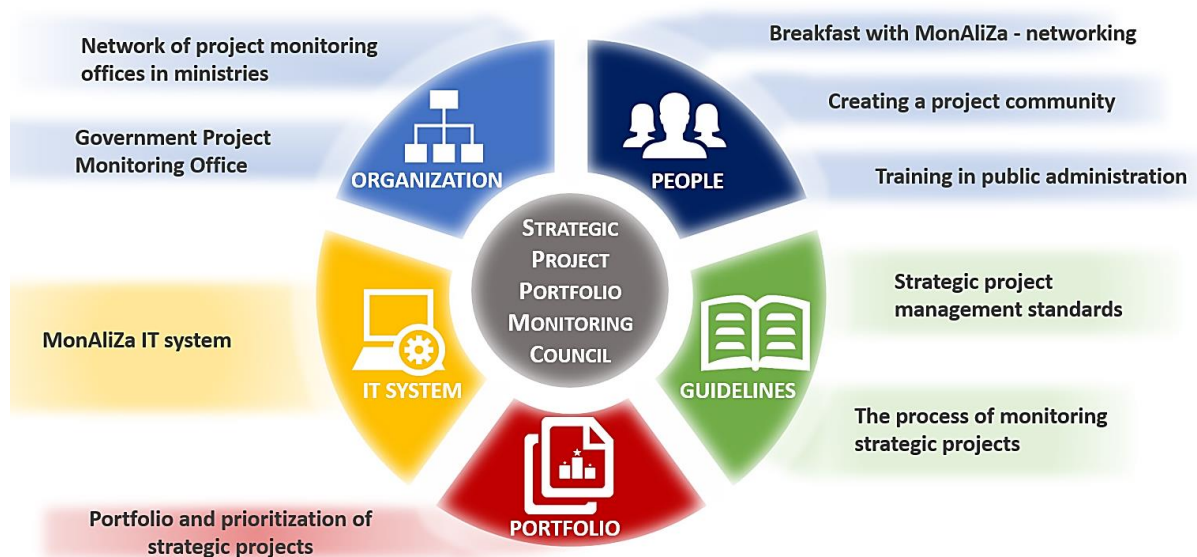 Network of project monitoring
offices in ministries
Government Project
Monitoring Office
ORGANIZATION
Breakfast with MonAliZa - networking
Creating a project community
Training in public administration
PEOPLE
STRATEGIC
PROJECT
PORTFOLIO
MONITORING
COUNCIL
MonAliZa IT system
IT SYSTEM
Strategic project
management standards
GUIDELINES
The process of monitoring
strategic projects
Portfolio and prioritization of
strategic projects
PORTFOLIO